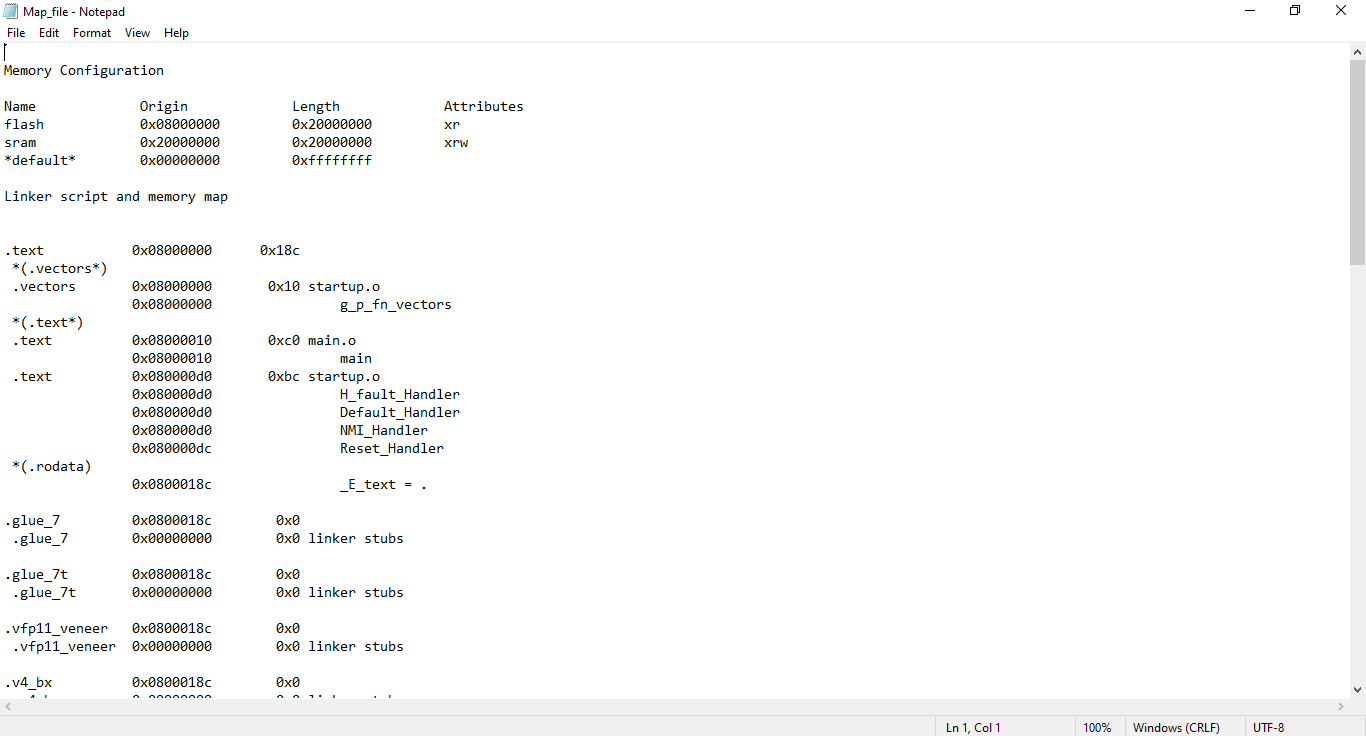 Map_file - Notepad
File Edit Format View Help
Memory Configuration
Name Origin Length Attributes
flash 0x08000000 0x20000000 xr
sram 0x20000000 0x20000000 xrw
*default* 0x00000000 0xffffffff
Linker script and memory map
.text 0x08000000 0x18c
*(.vectors*)
.vectors 0x08000000 0x10 startup.o
0x08000000 g_p_fn_vectors
*(.text*)
.text 0x08000010 0xc0 main.o
0x08000010 main
.text 0x080000d0 0xbc startup.o
0x080000d0 H_fault_Handler
0x080000d0 Default_Handler
0x080000d0 NMI_Handler
0x080000dc Reset_Handler
*(.rodata)
0x0800018c _E_text = .
.glue_7 0x0800018c 0x0
.glue_7 0x00000000 0x0 linker stubs
.glue_7t 0x0800018c 0x0
.glue_7t 0x00000000 0x0 linker stubs
.vfp11_veneer 0x0800018c 0x0
.vfp11_veneer 0x00000000 0x0 linker stubs
.v4_bx 0x0800018c 0x0
Ln 1, Col 1 100% Windows (CRLF) UTF-8